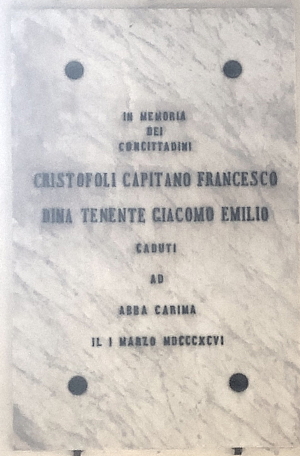 IN MEMORIA
DEI
CONCITTADINI
CRISTOFOLI CAPITANO FRANCESCO
DINA TENENTE GIACOMO EMILIO
CADUTI
AD
ABBA CARIMA
IL I MARZO MDCCCXCVI